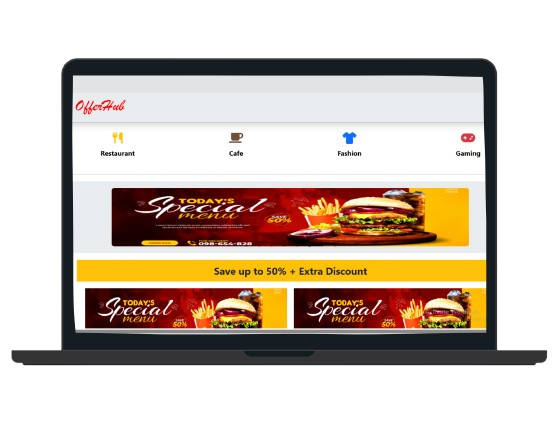 OfferHub
Restaurant
Cafe
Fashion
Gaming
TODAY'S
Special
menu
SAVE
50%
098-654-828
Save up to 50% + Extra Discount
TODAY'S
Special
menu
SAVE
50%
TODAY'S
Special
menu
SAVE
50%